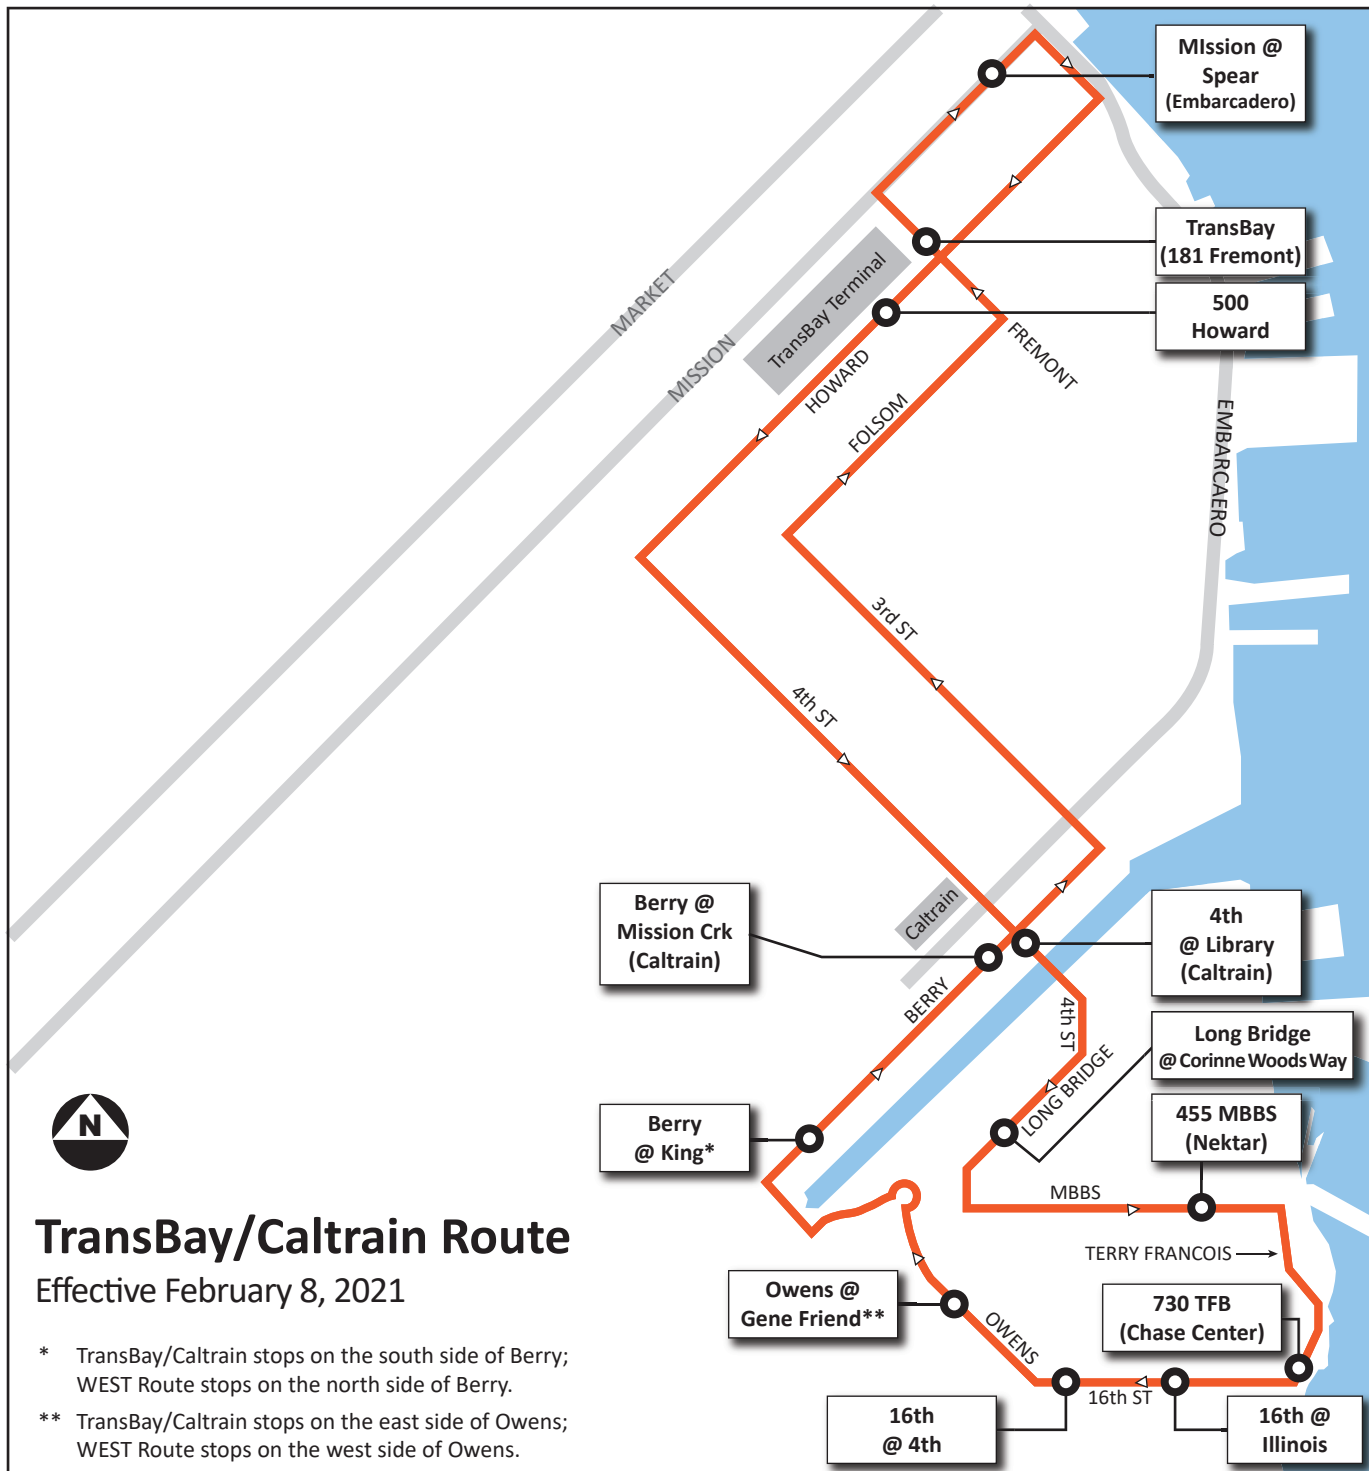 MIssion @
Spear
(Embarcadero)
TransBay
(181 Fremont)
500
Howard
MARKET
MISSION
TransBay Terminal
HOWARD
FOLSOM
FREMONT
EMBARCAERO
3rd ST
4th ST
Caltrain
Berry @
Mission Crk
(Caltrain)
4th
@ Library
(Caltrain)
BERRY
4th ST
LONG BRIDGE
Long Bridge
@ Corinne Woods Way
Berry
@ King*
455 MBBS
(Nektar)
MBBS
TERRY FRANCOIS
Owens @
Gene Friend**
OWENS
730 TFB
(Chase Center)
16th ST
16th
@ 4th
16th @
Illinois
N
TransBay/Caltrain Route
Effective February 8, 2021
* TransBay/Caltrain stops on the south side of Berry;
WEST Route stops on the north side of Berry.
** TransBay/Caltrain stops on the east side of Owens;
WEST Route stops on the west side of Owens.